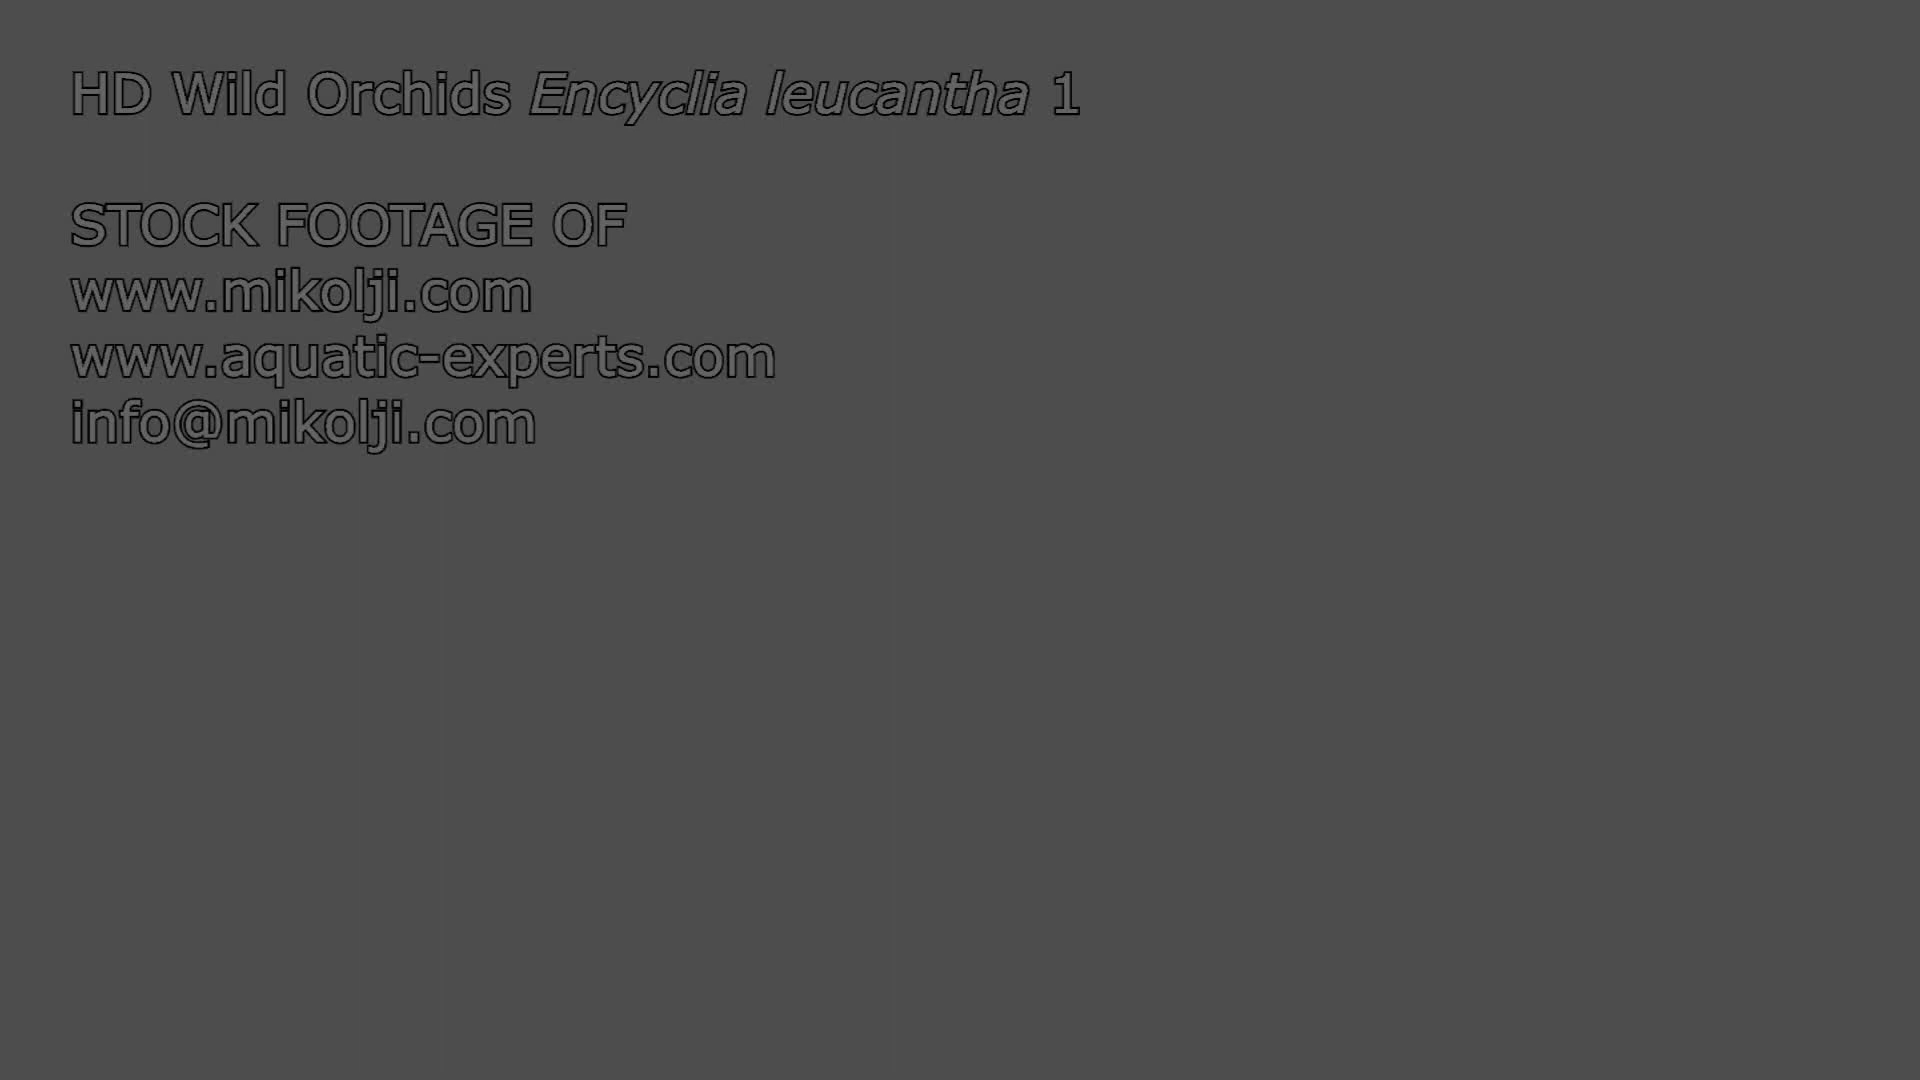 HD Wild Orchids Encyclia leucantha 1
STOCK FOOTAGE OF
www.mikolji.com
www.aquatic-experts.com
info@mikolji.com